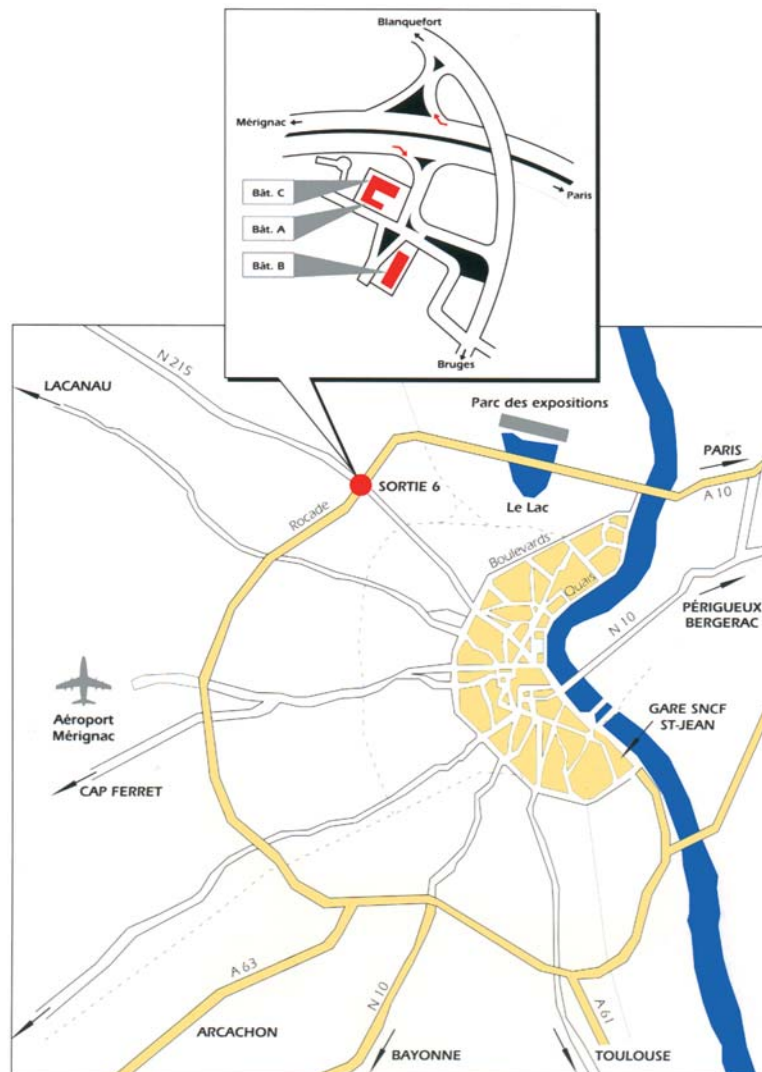 Blanquefort
Mérignac
Paris
Bât. C
Bât. A
Bât. B
Bruges
N 215
LACANAU
Parc des expositions
PARIS
A 10
SORTIE 6
Le Lac
Rocade
Boulevards
Quais
PÉRIGUEUX
BERGERAC
N 10
Aéroport
Mérignac
GARE SNCF
ST-JEAN
CAP FERRET
A 63
N 10
A 61
ARCACHON
BAYONNE
TOULOUSE